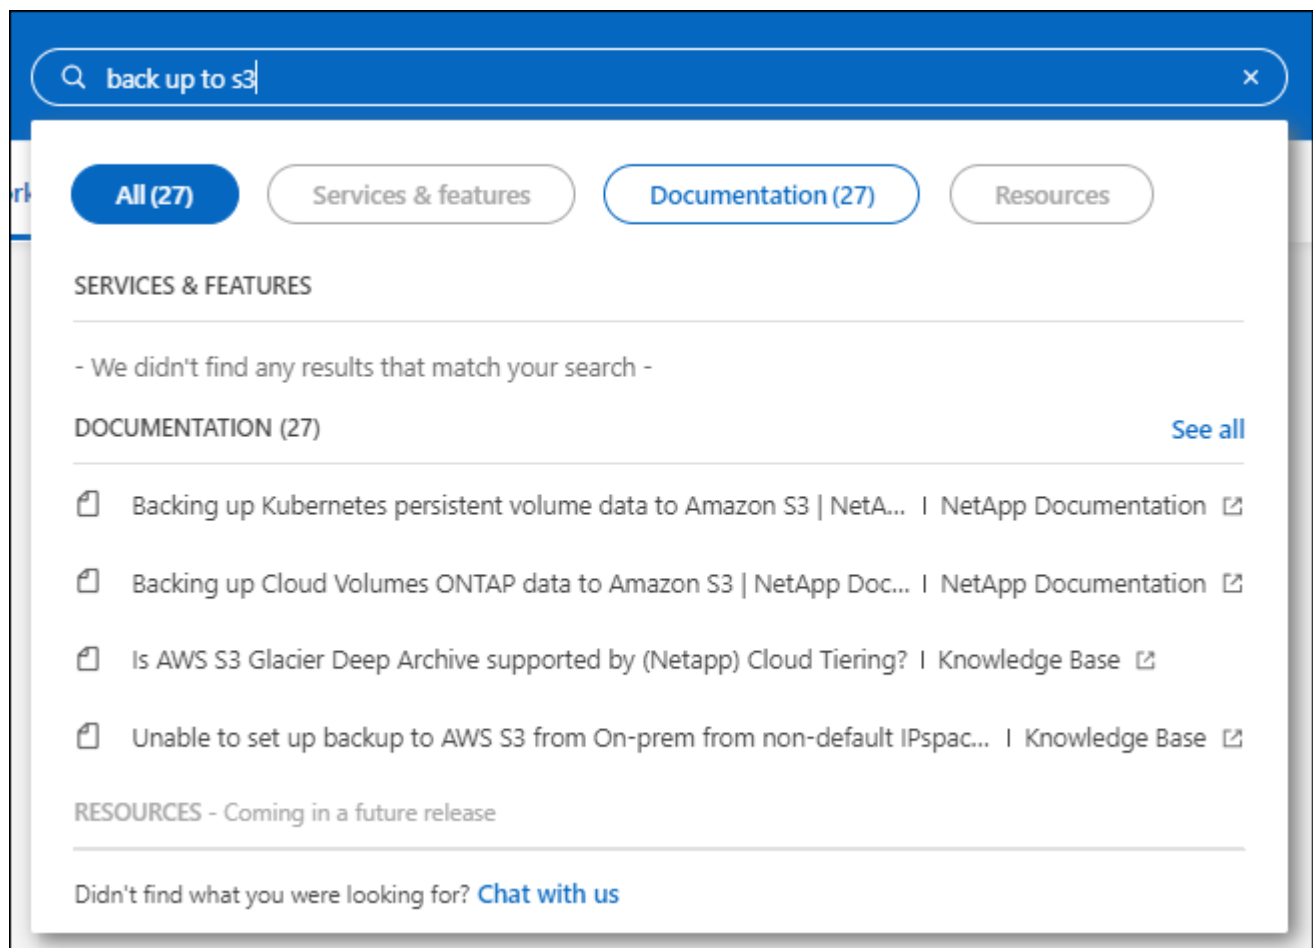 back up to s3
rk
All (27) Services & features Documentation (27) Resources
SERVICES & FEATURES
- We didn't find any results that match your search -
DOCUMENTATION (27) See all
Backing up Kubernetes persistent volume data to Amazon S3 | NetA... | NetApp Documentation
Backing up Cloud Volumes ONTAP data to Amazon S3 | NetApp Doc... | NetApp Documentation
Is AWS S3 Glacier Deep Archive supported by (Netapp) Cloud Tiering? | Knowledge Base
Unable to set up backup to AWS S3 from On-prem from non-default IPspac... | Knowledge Base
RESOURCES - Coming in a future release
Didn't find what you were looking for? Chat with us